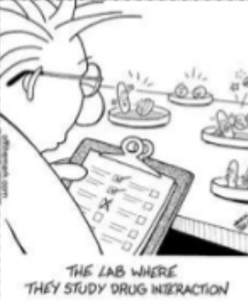 THE LAB WHERE
THEY STUDY DRUG INTERACTION